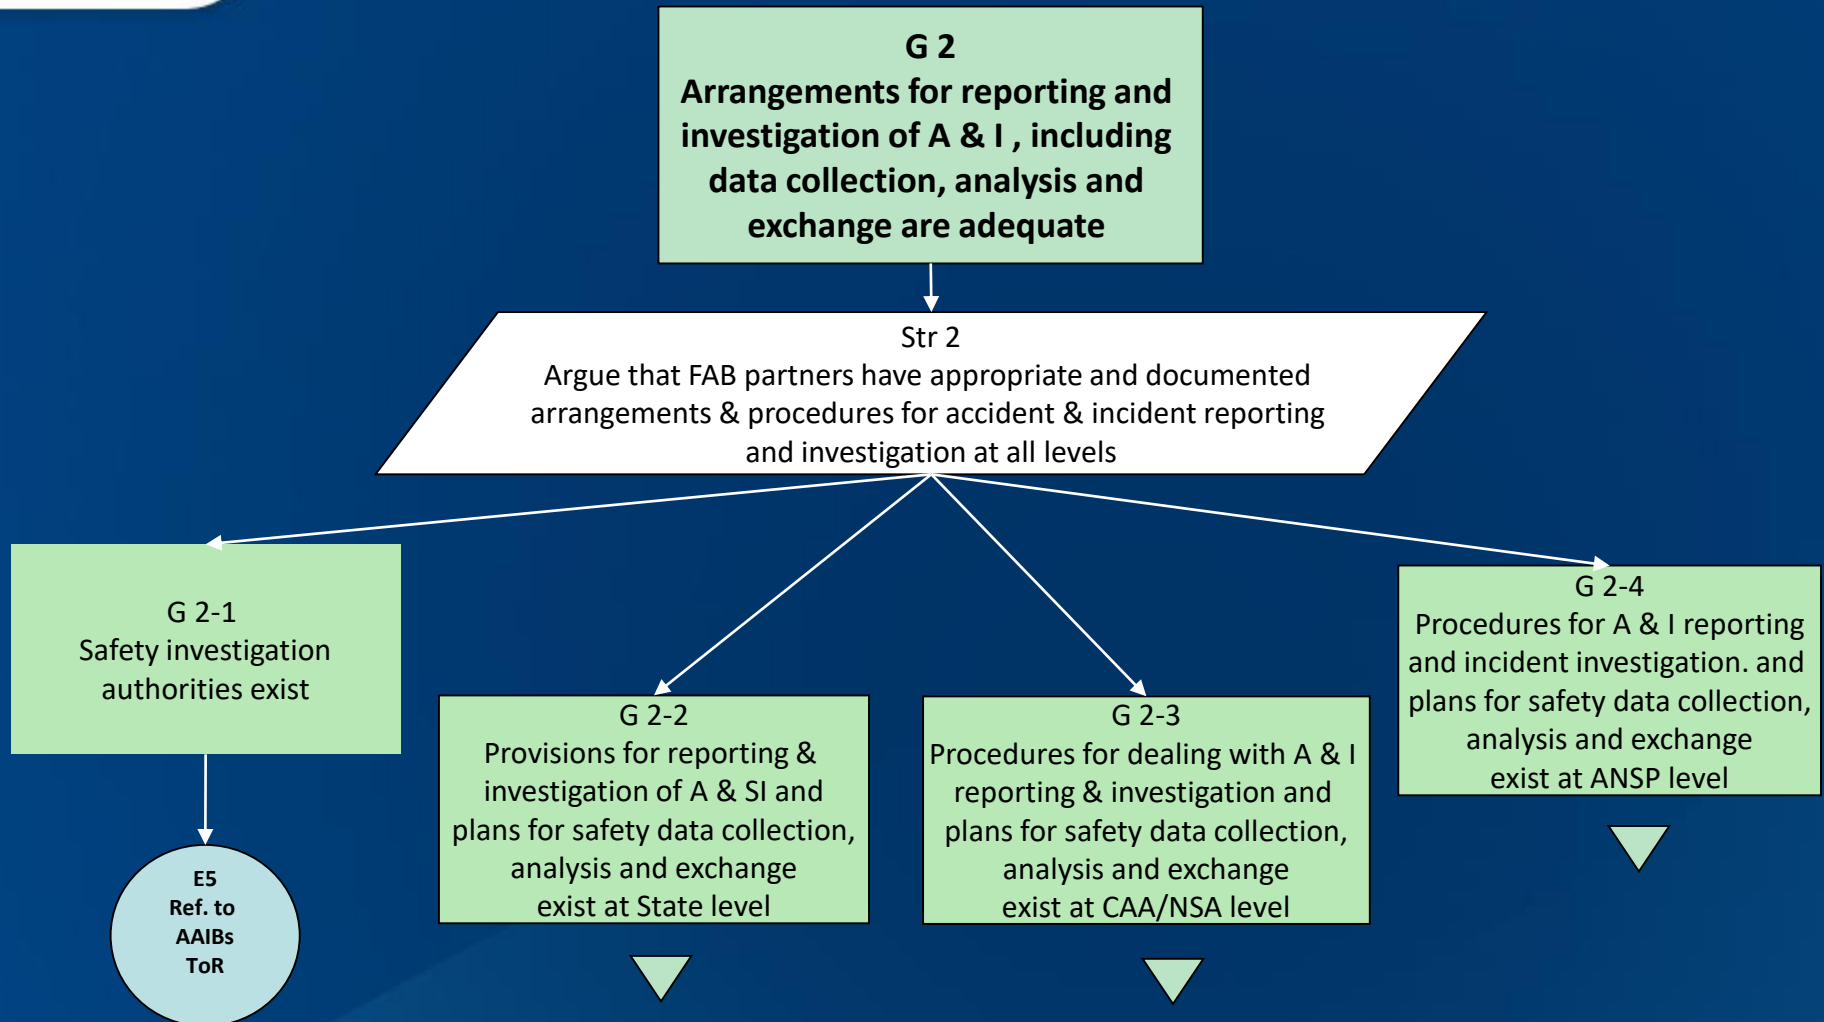 G 2
Arrangements for reporting and
investigation of A & I , including
data collection, analysis and
exchange are adequate
Str 2
Argue that FAB partners have appropriate and documented
arrangements & procedures for accident & incident reporting
and investigation at all levels
G 2-1
Safety investigation
authorities exist
G 2-2
Provisions for reporting &
investigation of A & SI and
plans for safety data collection,
analysis and exchange
exist at State level
G 2-3
Procedures for dealing with A & I
reporting & investigation and
plans for safety data collection,
analysis and exchange
exist at CAA/NSA level
G 2-4
Procedures for A & I reporting
and incident investigation. and
plans for safety data collection,
analysis and exchange
exist at ANSP level
E5
Ref. to
AAIBs
ToR